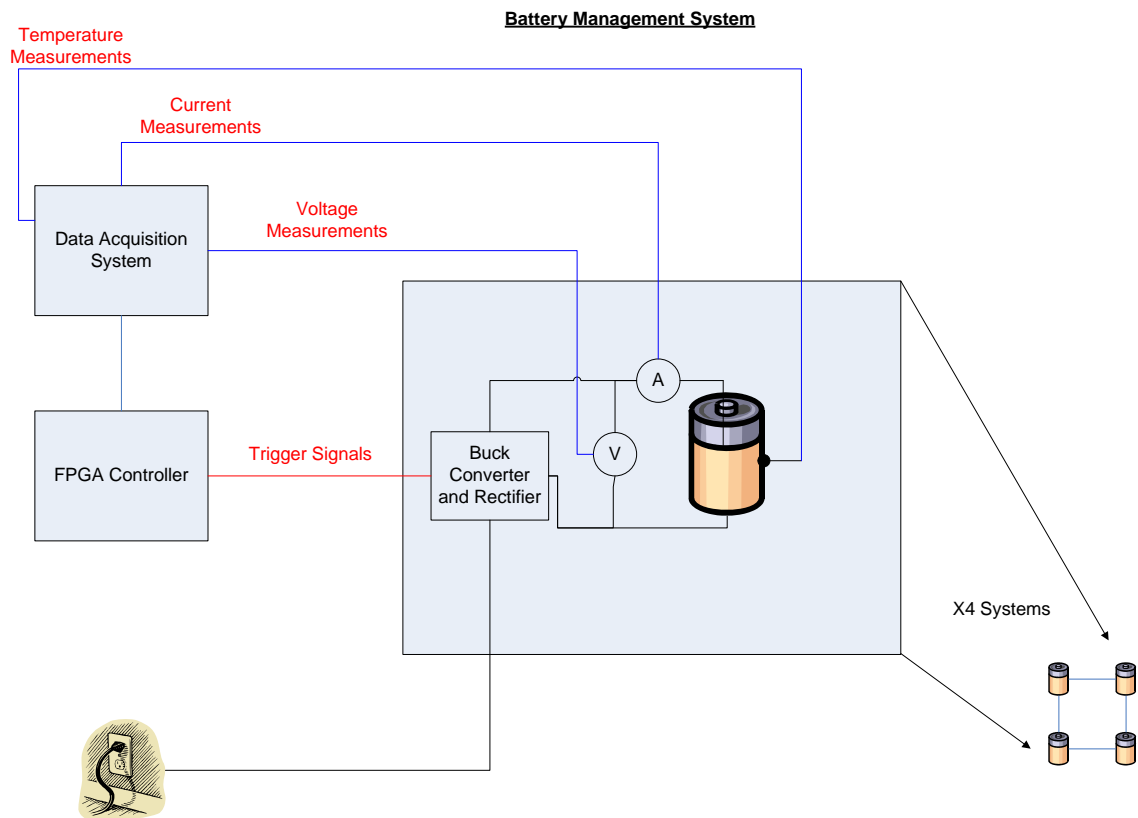 Battery Management System
Temperature
Measurements
Current
Measurements
Voltage
Measurements
Data Acquisition
System
A
V
Buck
Converter
and Rectifier
Trigger Signals
FPGA Controller
X4 Systems